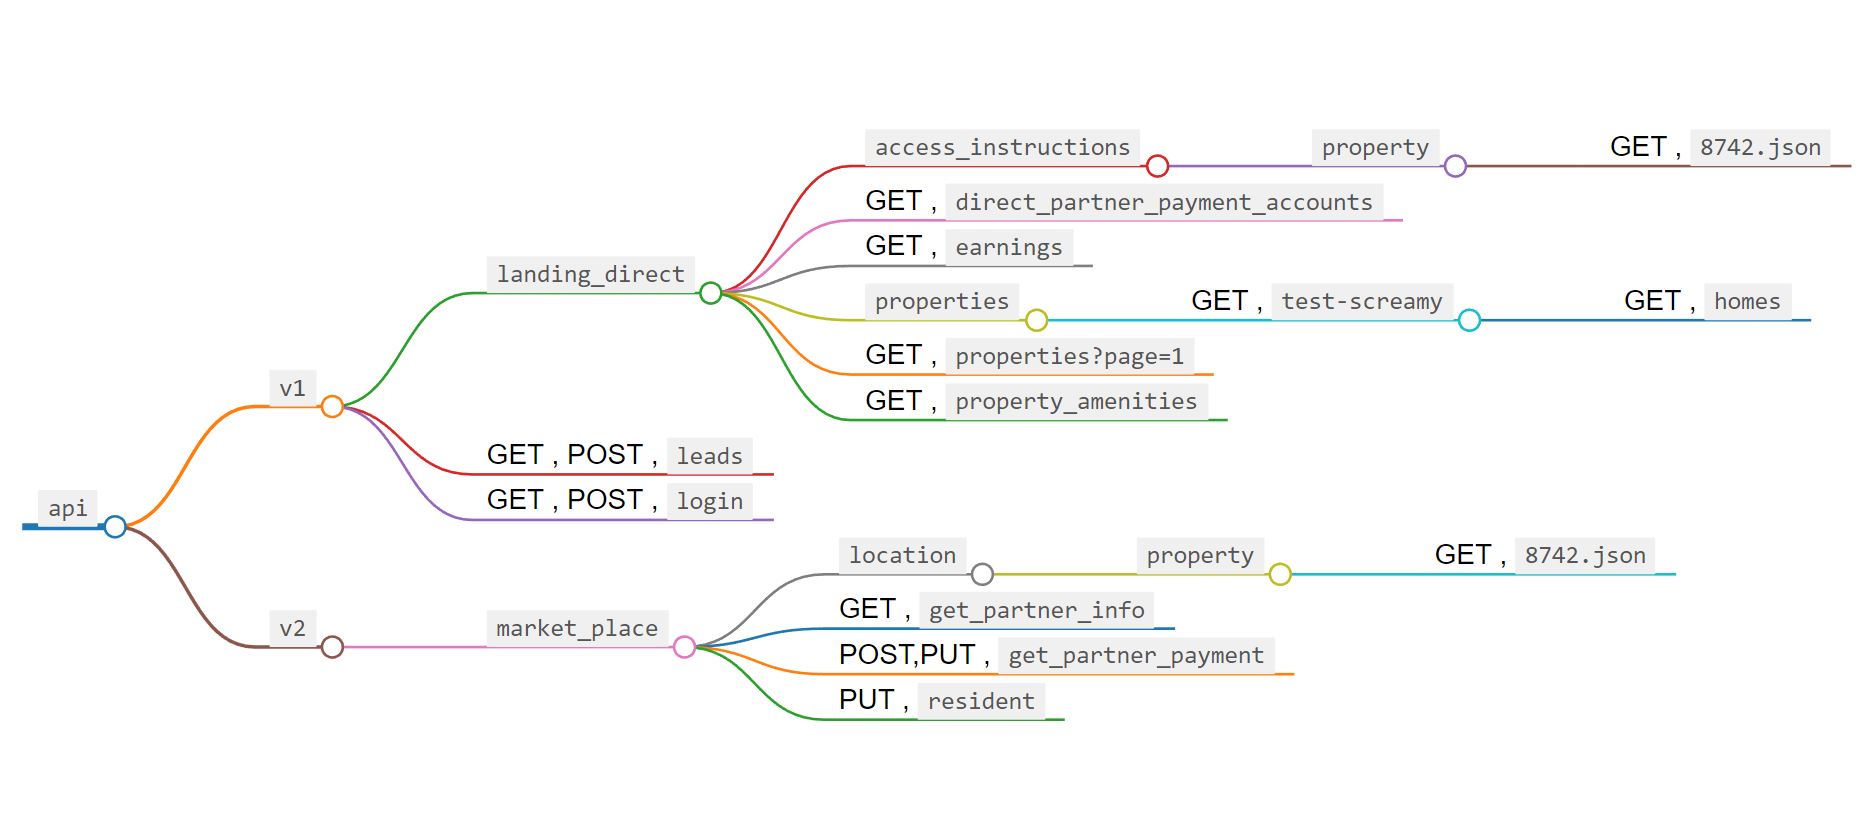 access_instructions property GET , 8742.json
GET , direct_partner_payment_accounts
GET , earnings
landing_direct
properties GET , test-screamy GET , homes
GET , properties?page=1
v1
GET , property_amenities
GET , POST , leads
GET , POST , login
api
location property GET , 8742.json
GET , get_partner_info
v2 market_place
POST,PUT , get_partner_payment
PUT , resident